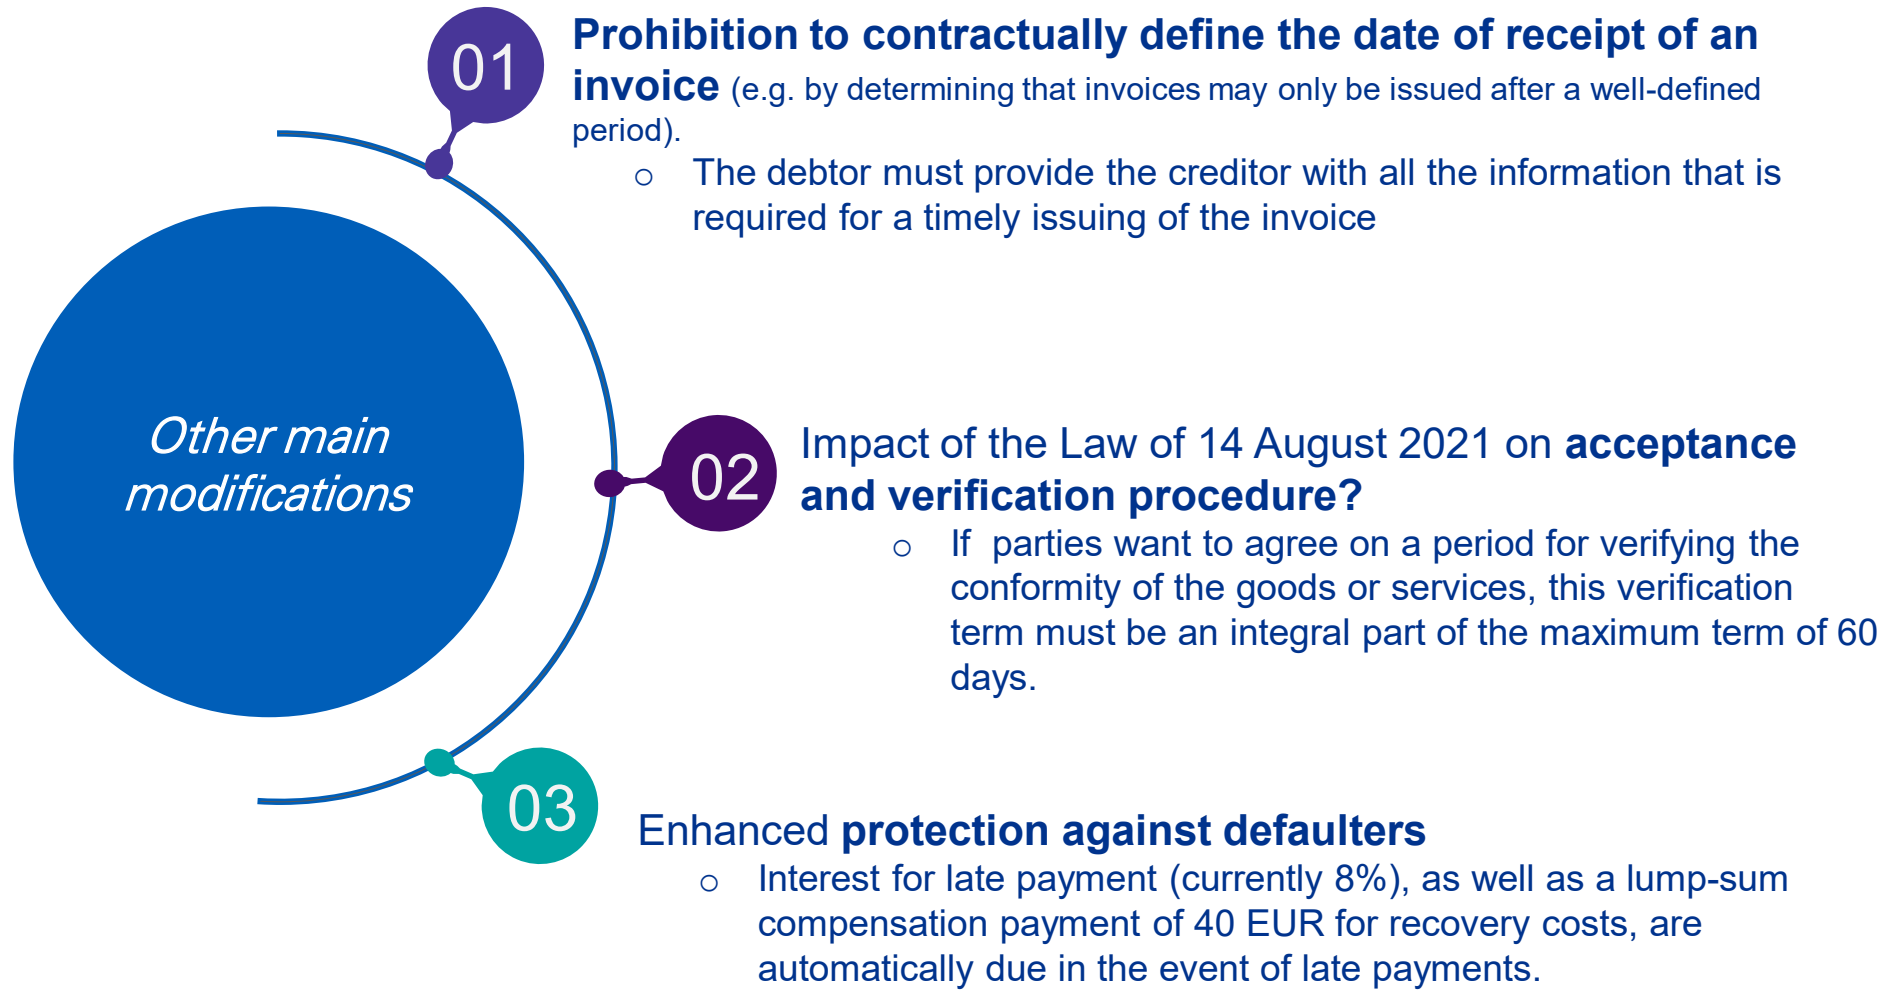 01
Prohibition to contractually define the date of receipt of an
invoice (e.g. by determining that invoices may only be issued after a well-defined
period).
o The debtor must provide the creditor with all the information that is
required for a timely issuing of the invoice
Other main
modifications
02
Impact of the Law of 14 August 2021 on acceptance
and verification procedure?
o If parties want to agree on a period for verifying the
conformity of the goods or services, this verification
term must be an integral part of the maximum term of 60
days.
03
Enhanced protection against defaulters
o Interest for late payment (currently 8%), as well as a lump-sum
compensation payment of 40 EUR for recovery costs, are
automatically due in the event of late payments.